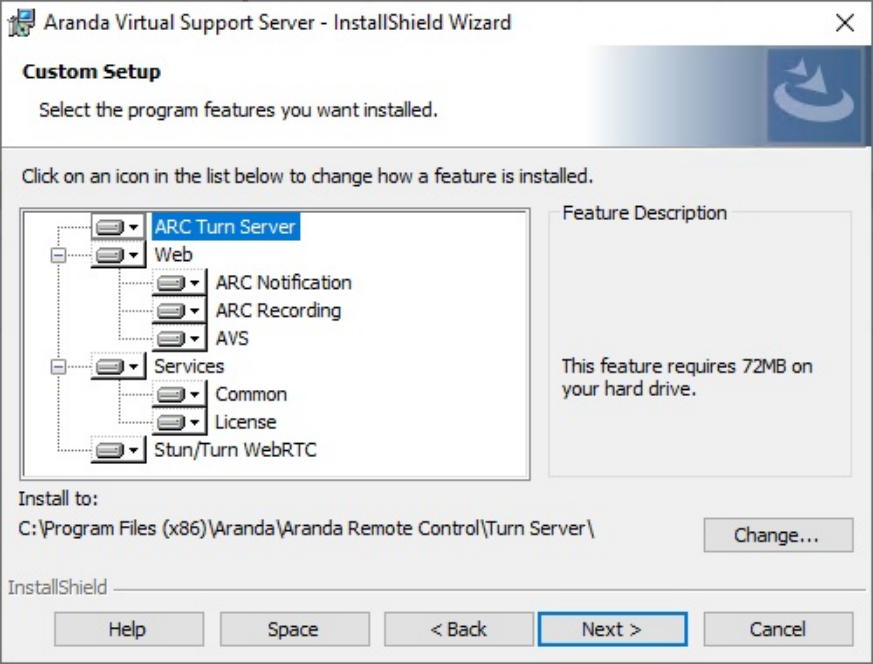 Aranda Virtual Support Server - InstallShield Wizard
Custom Setup
Select the program features you want installed.
Click on an icon in the list below to change how a feature is installed.
ARC Turn Server
Web
ARC Notification
ARC Recording
AVS
Services
Common
License
Stun/Turn WebRTC
Feature Description
This feature requires 72MB on
your hard drive.
Install to:
C:\Program Files (x86)\Aranda\Aranda Remote Control\Turn Server\
Change...
InstallShield
Help
Space
< Back
Next >
Cancel